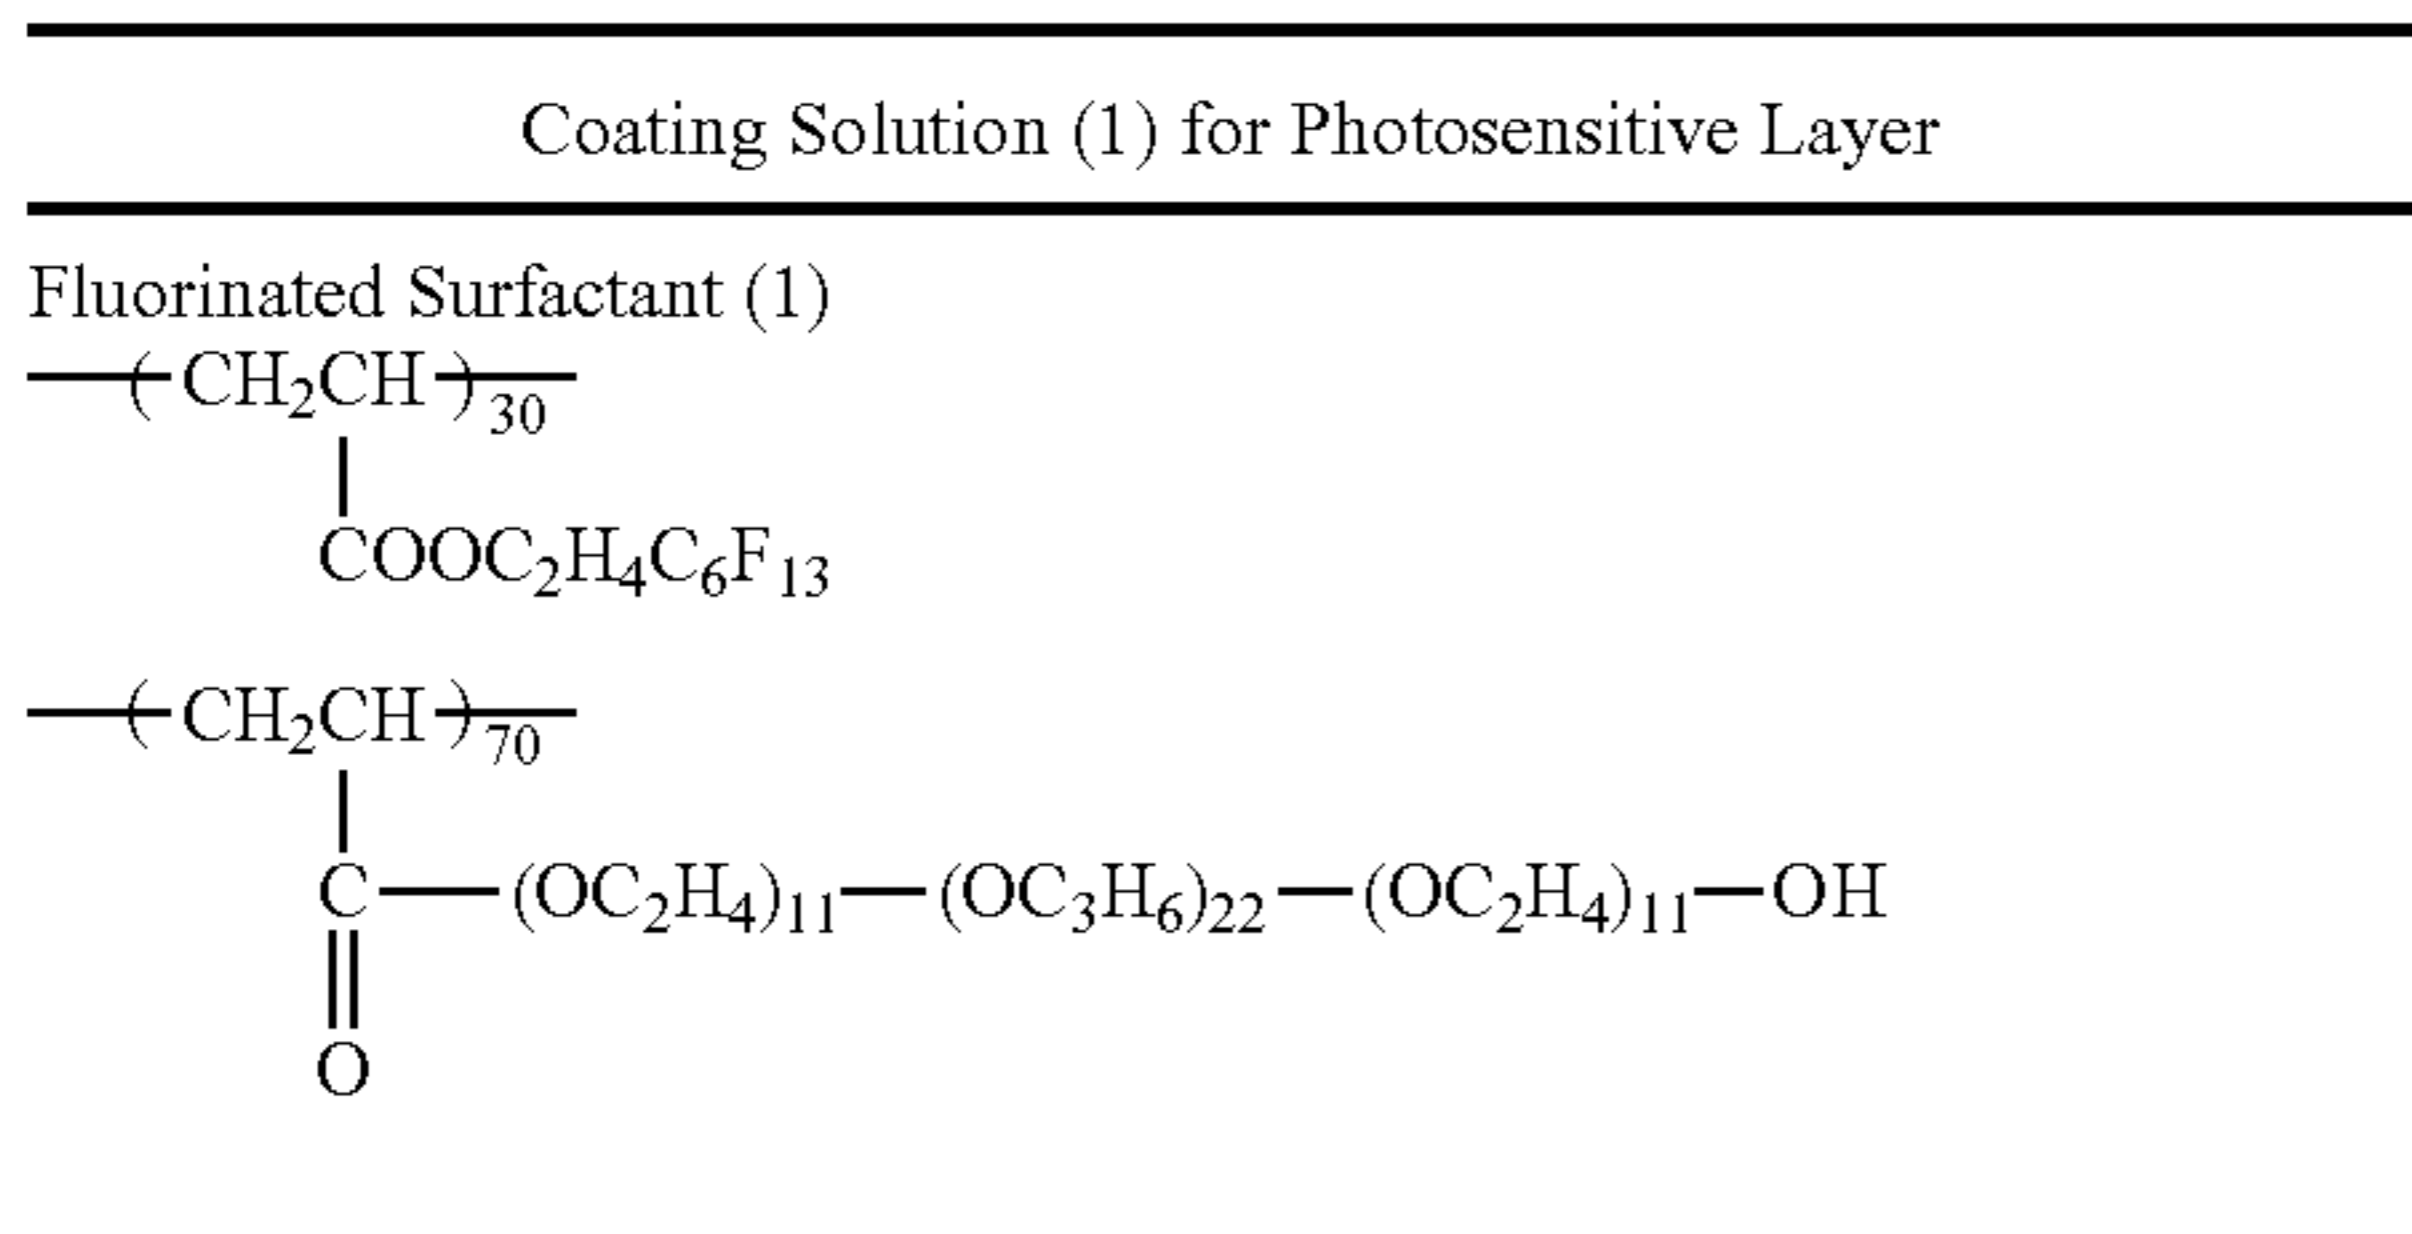 Coating Solution (1) for Photosensitive Layer
Fluorinated Surfactant (1)
—(CH₂CH)₃₀—
COOC₂H₄C₆F₁₃
—(CH₂CH)₇₀—
C—(OC₂H₄)₁₁—(OC₃H₆)₂₂—(OC₂H₄)₁₁—OH
O